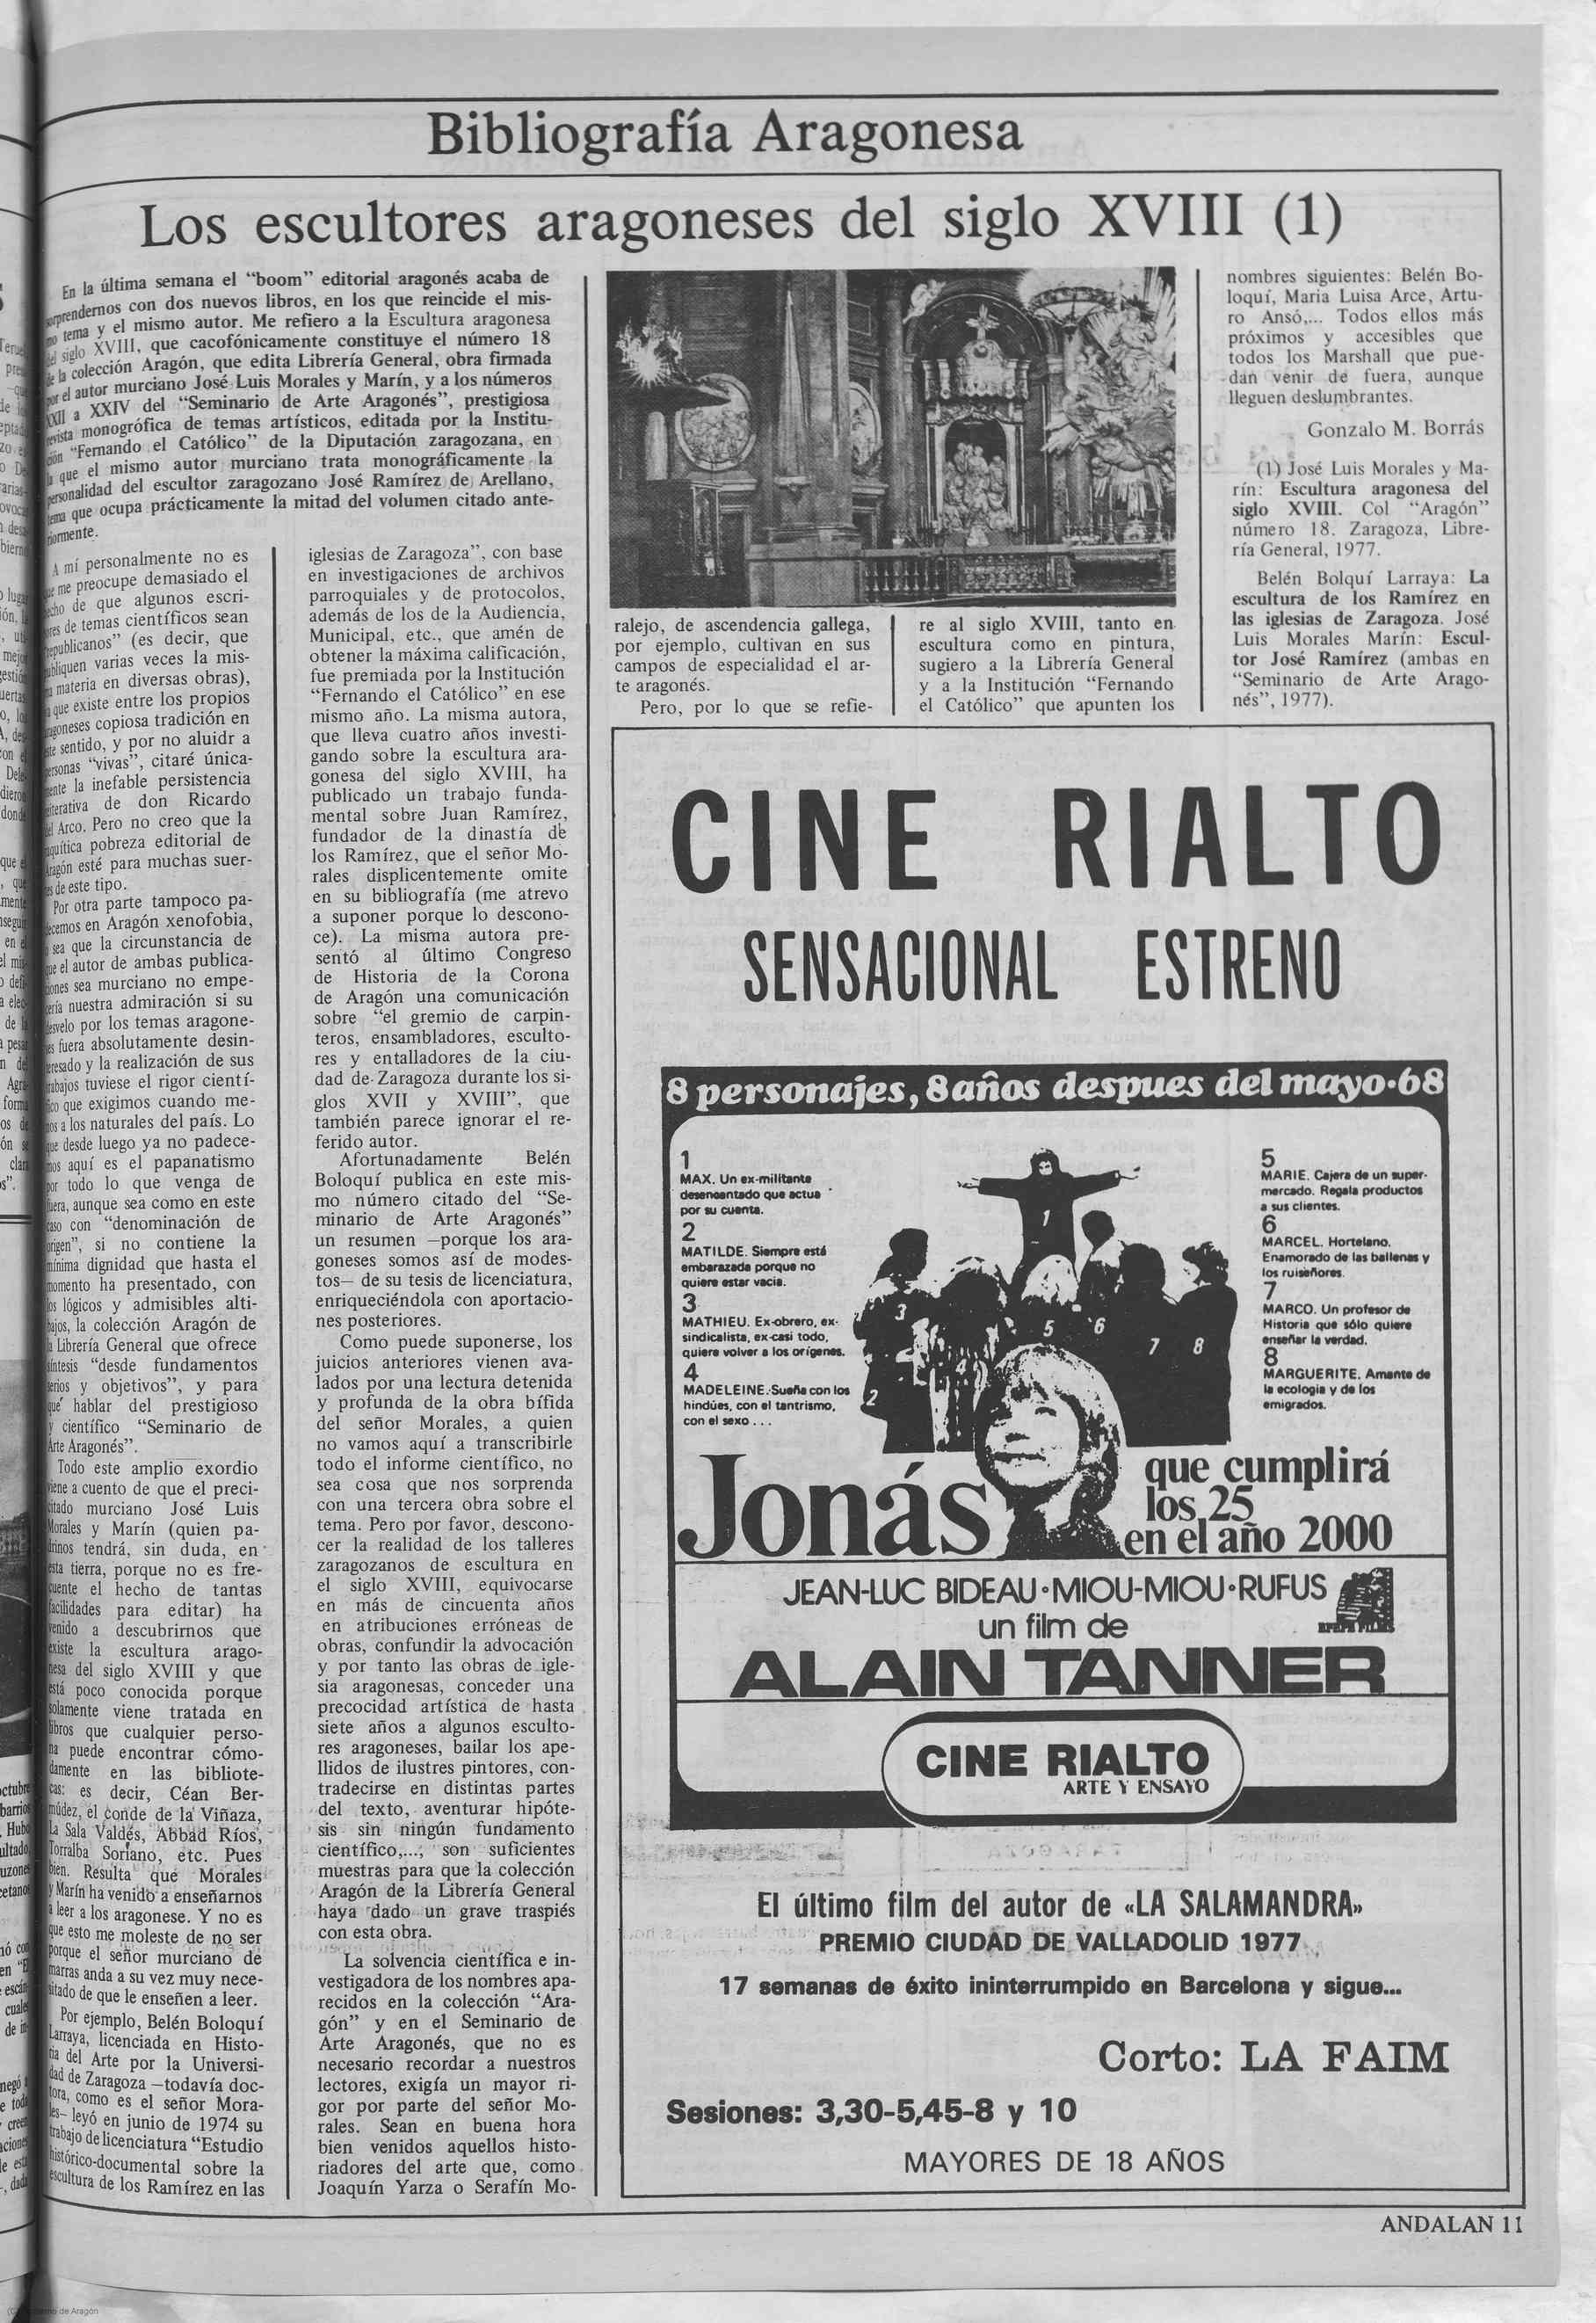 Bibliografía Aragonesa
Los escultores aragoneses del siglo XVIII (1)
En la última semana el “boom” editorial aragonés acaba de
sorprendernos con dos nuevos libros, en los que reincide el mis-
mo tema y el mismo autor. Me refiero a la Escultura aragonesa
del siglo XVIII, que cacofónicamente constituye el número 18
de la colección Aragón, que edita Librería General, obra firmada
por el autor murciano José Luis Morales y Marín, y a los números
XXII a XXIV del “Seminario de Arte Aragonés”, prestigiosa
revista monogrófica de temas artísticos, editada por la Institu-
ción “Fernando el Católico” de la Diputación zaragozana, en
la que el mismo autor murciano trata monográficamente la
personalidad del escultor zaragozano José Ramírez de Arellano,
tema que ocupa prácticamente la mitad del volumen citado ante-
riormente.
A mí personalmente no es
que me preocupe demasiado el
hecho de que algunos escri-
tores de temas científicos sean
“republicanos” (es decir, que
publiquen varias veces la mis-
ma materia en diversas obras),
ya que existe entre los propios
aragoneses copiosa tradición en
este sentido, y por no aluidr a
personas “vivas”, citaré única-
mente la inefable persistencia
reiterativa de don Ricardo
del Arco. Pero no creo que la
raquítica pobreza editorial de
Aragón esté para muchas suer-
tes de este tipo.
Por otra parte tampoco pa-
decemos en Aragón xenofobia,
o sea que la circunstancia de
que el autor de ambas publica-
ciones sea murciano no empe-
cería nuestra admiración si su
desvelo por los temas aragone-
ses fuera absolutamente desin-
teresado y la realización de sus
trabajos tuviese el rigor cientí-
fico que exigimos cuando me-
nos a los naturales del país. Lo
que desde luego ya no padece-
mos aquí es el papanatismo
por todo lo que venga de
fuera, aunque sea como en este
caso con “denominación de
origen”, si no contiene la
mínima dignidad que hasta el
momento ha presentado, con
los lógicos y admisibles alti-
bajos, la colección Aragón de
la Librería General que ofrece
síntesis “desde fundamentos
serios y objetivos”, y para
qué hablar del prestigioso
y científico “Seminario de
Arte Aragonés”.
Todo este amplio exordio
viene a cuento de que el preci-
citado murciano José Luis
Morales y Marín (quien pa-
drinos tendrá, sin duda, en
esta tierra, porque no es fre-
cuente el hecho de tantas
facilidades para editar) ha
venido a descubrirnos que
existe la escultura arago-
nesa del siglo XVIII y que
está poco conocida porque
solamente viene tratada en
libros que cualquier perso-
na puede encontrar cómo-
damente en las bibliote-
cas: es decir, Céan Ber-
múdez, el conde de la Viñaza,
La Sala Valdés, Abbad Ríos,
Torralba Soriano, etc. Pues
bien. Resulta que Morales
y Marín ha venido a enseñarnos
a leer a los aragonese. Y no es
que esto me moleste de no ser
porque el señor murciano de
marras anda a su vez muy nece-
sitado de que le enseñen a leer.
Por ejemplo, Belén Boloquí
Larraya, licenciada en Histo-
ria del Arte por la Universi-
dad de Zaragoza —todavía doc-
tora, como es el señor Mora-
les— leyó en junio de 1974 su
trabajo de licenciatura “Estudio
histórico-documental sobre la
escultura de los Ramírez en las
iglesias de Zaragoza”, con base
en investigaciones de archivos
parroquiales y de protocolos,
además de los de la Audiencia,
Municipal, etc., que amén de
obtener la máxima calificación,
fue premiada por la Institución
“Fernando el Católico” en ese
mismo año. La misma autora,
que lleva cuatro años investi-
gando sobre la escultura ara-
gonesa del siglo XVIII, ha
publicado un trabajo funda-
mental sobre Juan Ramírez,
fundador de la dinastía de
los Ramírez, que el señor Mo-
rales displicentemente omite
en su bibliografía (me atrevo
a suponer porque lo descono-
ce). La misma autora pre-
sentó al último Congreso
de Historia de la Corona
de Aragón una comunicación
sobre “el gremio de carpin-
teros, ensambladores, esculto-
res y entalladores de la ciu-
dad de Zaragoza durante los si-
glos XVII y XVIII”, que
también parece ignorar el re-
ferido autor.
Afortunadamente Belén
Boloquí publica en este mis-
mo número citado del “Se-
minario de Arte Aragonés”
un resumen —porque los ara-
goneses somos así de modes-
tos— de su tesis de licenciatura,
enriqueciéndola con aportacio-
nes posteriores.
Como puede suponerse, los
juicios anteriores vienen ava-
lados por una lectura detenida
y profunda de la obra bífida
del señor Morales, a quien
no vamos aquí a transcribirle
todo el informe científico, no
sea cosa que nos sorprenda
con una tercera obra sobre el
tema. Pero por favor, descono-
cer la realidad de los talleres
zaragozanos de escultura en
el siglo XVIII, equivocarse
en más de cincuenta años
en atribuciones erróneas de
obras, confundir la advocación
y por tanto las obras de igle-
sia aragonesas, conceder una
precocidad artística de hasta
siete años a algunos esculto-
res aragoneses, bailar los ape-
llidos de ilustres pintores, con-
tradecirse en distintas partes
del texto, aventurar hipóte-
sis sin ningún fundamento
científico,..., son suficientes
muestras para que la colección
Aragón de la Librería General
haya dado un grave traspiés
con esta obra.
La solvencia científica e in-
vestigadora de los nombres apa-
recidos en la colección “Ara-
gón” y en el Seminario de
Arte Aragonés, que no es
necesario recordar a nuestros
lectores, exigía un mayor ri-
gor por parte del señor Mo-
rales. Sean en buena hora
bien venidos aquellos histo-
riadores del arte que, como
Joaquín Yarza o Serafín Mo-
ralejo, de ascendencia gallega,
por ejemplo, cultivan en sus
campos de especialidad el ar-
te aragonés.
Pero, por lo que se refie-
re al siglo XVIII, tanto en
escultura como en pintura,
sugiero a la Librería General
y a la Institución “Fernando
el Católico” que apunten los
nombres siguientes: Belén Bo-
loquí, Maria Luisa Arce, Artu-
ro Ansó,... Todos ellos más
próximos y accesibles que
todos los Marshall que pue-
dan venir de fuera, aunque
lleguen deslumbrantes.
Gonzalo M. Borrás
(1) José Luis Morales y Ma-
rín: Escultura aragonesa del
siglo XVIII. Col “Aragón”
número 18. Zaragoza, Libre-
ría General, 1977.
Belén Bolquí Larraya: La
escultura de los Ramírez en
las iglesias de Zaragoza. José
Luis Morales Marín: Escul-
tor José Ramírez (ambas en
“Seminario de Arte Arago-
nés”, 1977).
CINE RIALTO
SENSACIONAL ESTRENO
8 personajes, 8 años despues del mayo·68
1
MAX. Un ex-militante
desencantado que actua
por su cuenta.
2
MATILDE. Siempre está
embarazada porque no
quiere estar vacia.
3
MATHIEU. Ex-obrero, ex-
sindicalista, ex-casi todo,
quiere volver a los orígenes.
4
MADELEINE. Sueña con los
hindúes, con el tantrismo,
con el sexo . . .
5
MARIE. Cajera de un super-
mercado. Regala productos
a sus clientes.
6
MARCEL. Hortelano.
Enamorado de las ballenas y
los ruiseñores.
7
MARCO. Un profesor de
Historia que sólo quiere
enseñar la verdad.
8
MARGUERITE. Amante de
la ecologia y de los
emigrados.
1
3
5
6
7
8
2
Jonás que cumplirá
los 25
en el año 2000
JEAN-LUC BIDEAU·MIOU-MIOU·RUFUS
un film de
ALAIN TANNER
CINE RIALTO
ARTE Y ENSAYO
El último film del autor de «LA SALAMANDRA»
PREMIO CIUDAD DE VALLADOLID 1977
17 semanas de éxito ininterrumpido en Barcelona y sigue...
Corto: LA FAIM
Sesiones: 3,30-5,45-8 y 10
MAYORES DE 18 AÑOS
ANDALAN 11
de Aragón